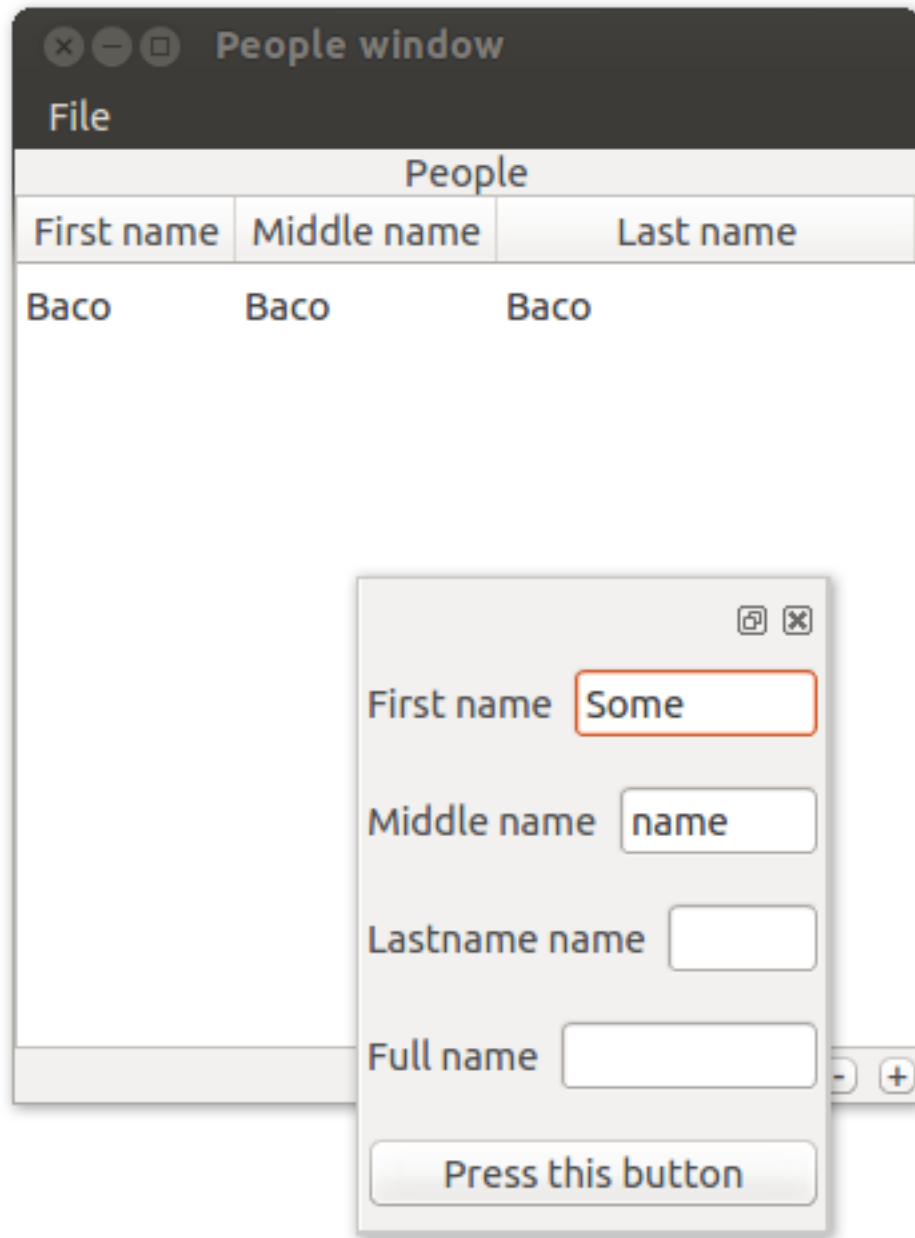 People window
File
People
First name Middle name Last name
Baco Baco Baco
First name Some
Middle name name
Lastname name
Full name
- +
Press this button